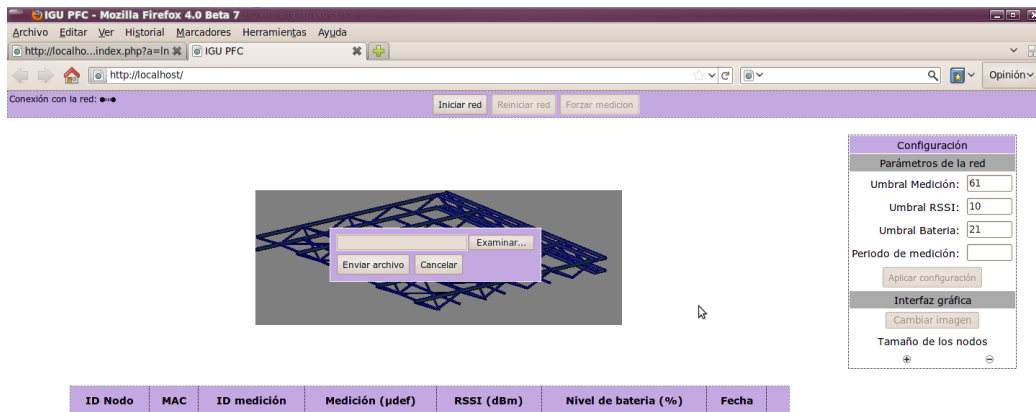 IGU PFC - Mozilla Firefox 4.0 Beta 7
Archivo Editar Ver Historial Marcadores Herramientas Ayuda
http://localho...index.php?a=In IGU PFC
http://localhost/ Opinión
Conexión con la red: Iniciar red Reiniciar red Forzar medicion
Configuración
Parámetros de la red
Umbral Medición: 61
Umbral RSSI: 10
Umbral Bateria: 21
Periodo de medición:
Aplicar configuración
Interfaz gráfica
Cambiar imagen
Tamaño de los nodos
Examinar...
Enviar archivo Cancelar
ID Nodo MAC ID medición Medición (μdef) RSSI (dBm) Nivel de bateria (%) Fecha